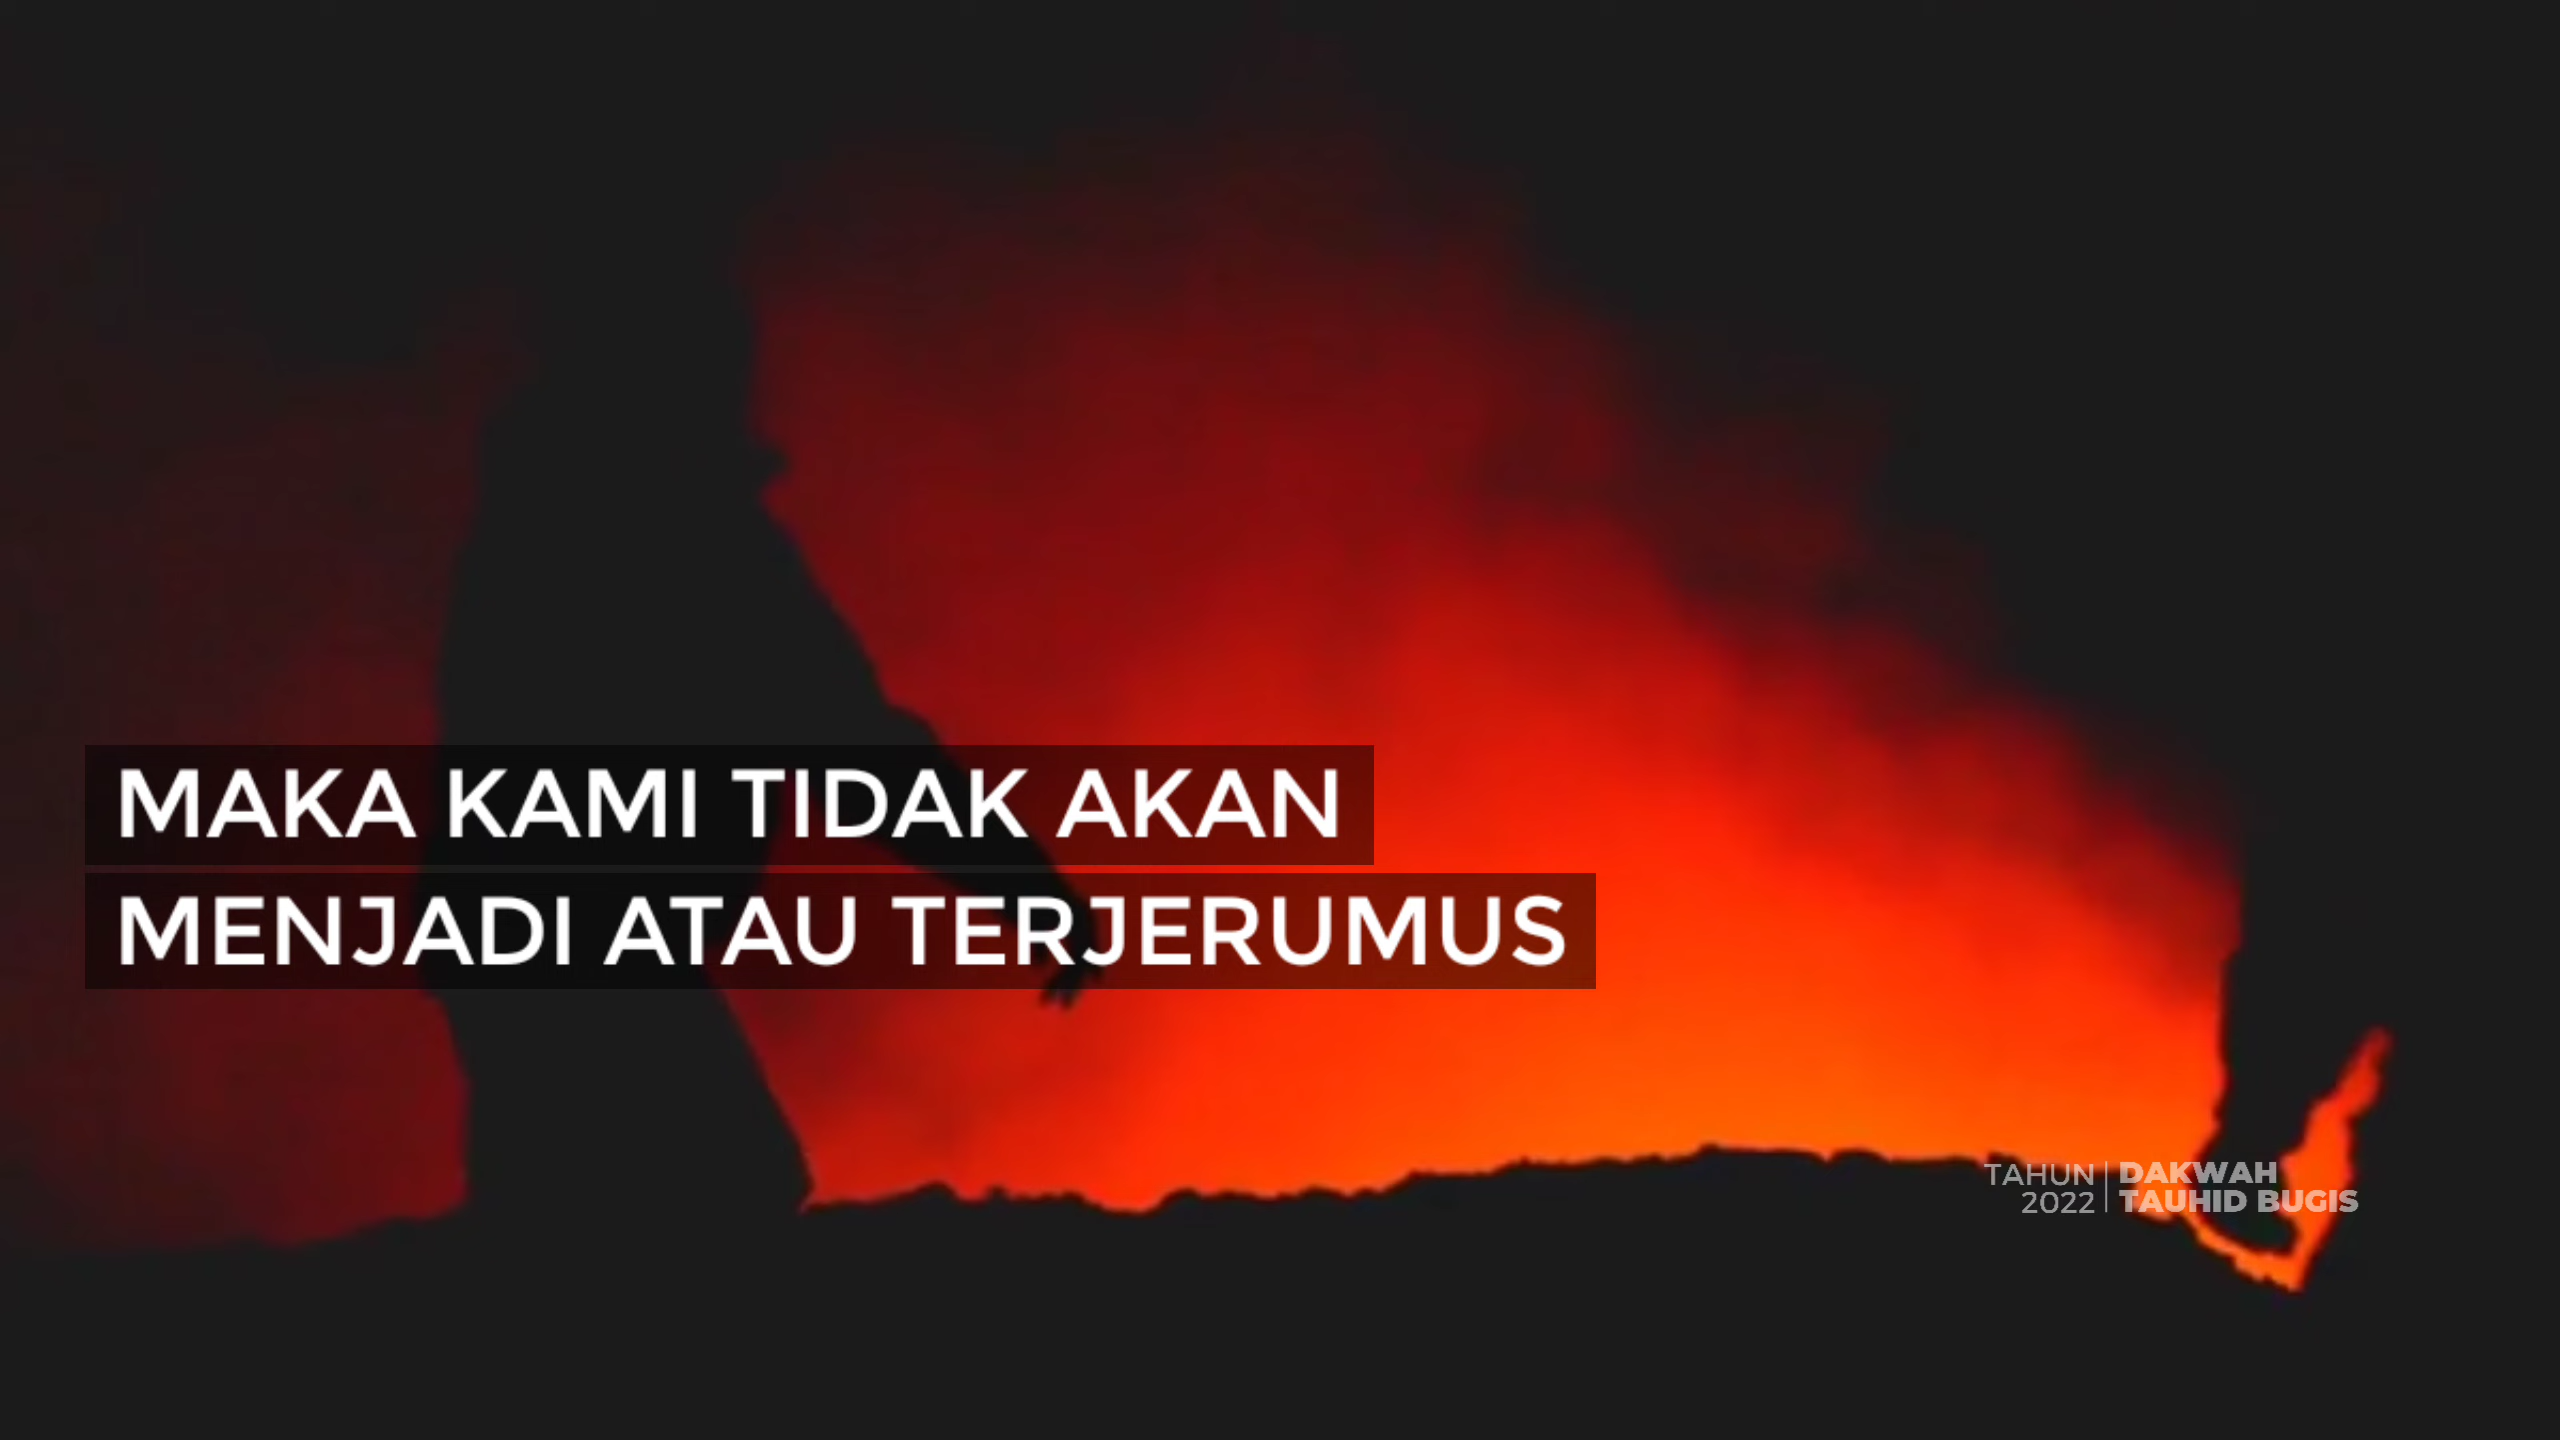 MAKA KAMI TIDAK AKAN
MENJADI ATAU TERJERUMUS
TAHUN 2022
DAKWAH TAUHID BUGIS